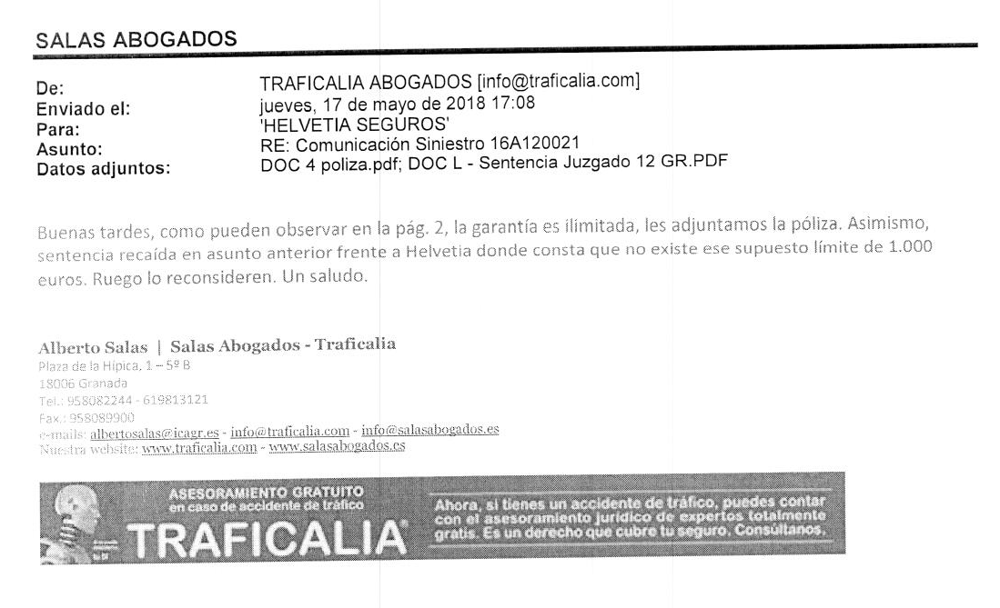 SALAS ABOGADOS
De: TRAFICALIA ABOGADOS [info@traficalia.com]
Enviado el: jueves, 17 de mayo de 2018 17:08
Para: 'HELVETIA SEGUROS'
Asunto: RE: Comunicación Siniestro 16A120021
Datos adjuntos: DOC 4 poliza.pdf; DOC L - Sentencia Juzgado 12 GR.PDF
Buenas tardes, como pueden observar en la pág. 2, la garantía es ilimitada, les adjuntamos la póliza. Asimismo,
sentencia recaída en asunto anterior frente a Helvetia donde consta que no existe ese supuesto límite de 1.000
euros. Ruego lo reconsideren. Un saludo.
Alberto Salas | Salas Abogados - Traficalia
Plaza de la Hípica, 1 – 5º B
18006 Granada
Tel.: 958082244 - 619813121
Fax.: 958089900
e-mails: albertosalas@icagr.es - info@traficalia.com - info@salasabogados.es
Nuestra website: www.traficalia.com - www.salasabogados.es
ASESORAMIENTO GRATUITO
en caso de accidente de tráfico
TRAFICALIA
Ahora, si tienes un accidente de tráfico, puedes contar
con el asesoramiento jurídico de expertos totalmente
gratis. Es un derecho que cubre tu seguro. Consúltanos.